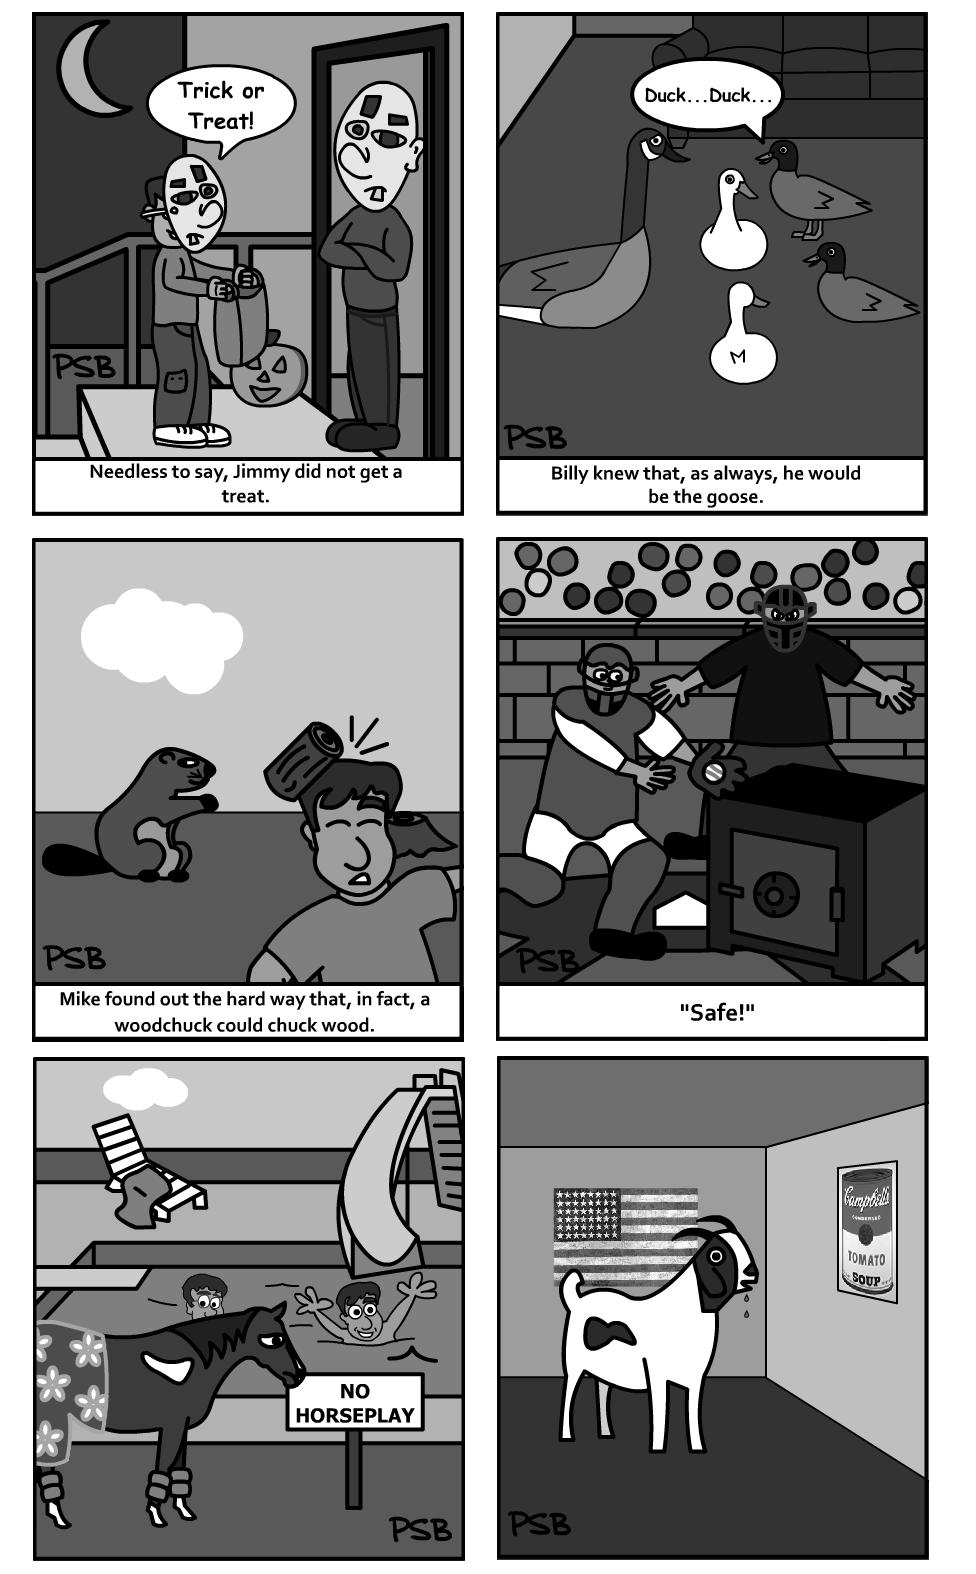 Trick or
Treat!
PSB
Needless to say, Jimmy did not get a
treat.
Duck...Duck...
M
PSB
Billy knew that, as always, he would
be the goose.
PSB
Mike found out the hard way that, in fact, a
woodchuck could chuck wood.
PSB
"Safe!"
NO
HORSEPLAY
PSB
Campbell's
CONDENSED
TOMATO
SOUP
PSB